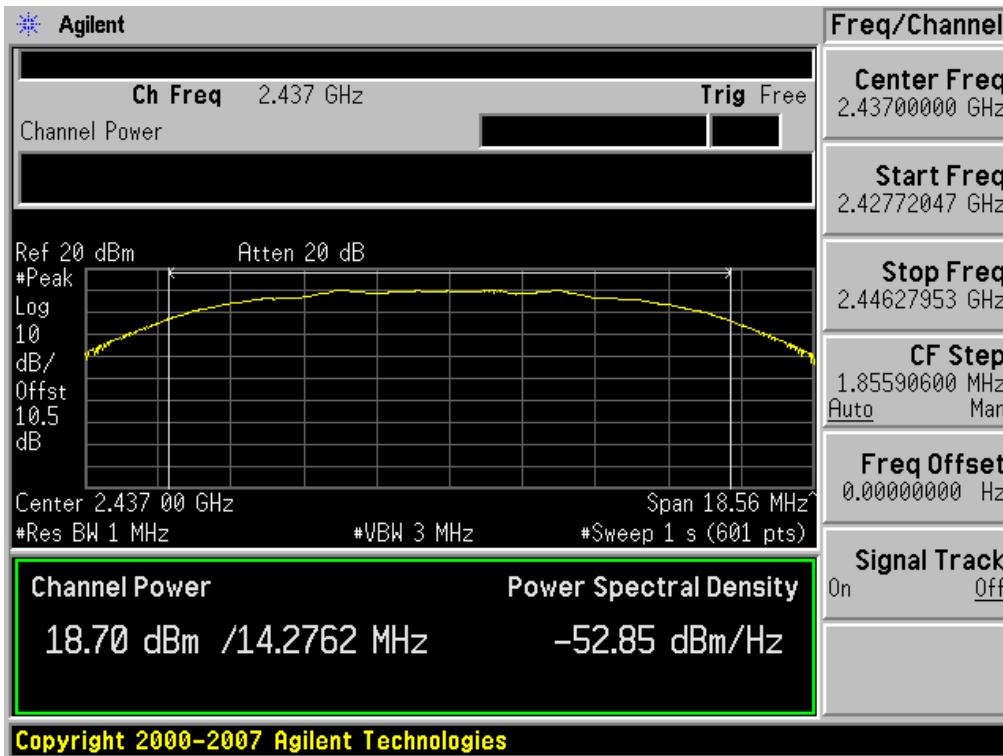 Agilent
Freq/Channel
Ch Freq 2.437 GHz Trig Free
Channel Power
Center Freq
2.43700000 GHz
Start Freq
2.42772047 GHz
Stop Freq
2.44627953 GHz
CF Step
1.85590600 MHz
Auto Man
Freq Offset
0.00000000 Hz
Signal Track
On Off
Ref 20 dBm Atten 20 dB
#Peak
Log
10
dB/
Offst
10.5
dB
Center 2.437 00 GHz Span 18.56 MHz^
#Res BW 1 MHz #VBW 3 MHz #Sweep 1 s (601 pts)
Channel Power Power Spectral Density
18.70 dBm /14.2762 MHz -52.85 dBm/Hz
Copyright 2000-2007 Agilent Technologies